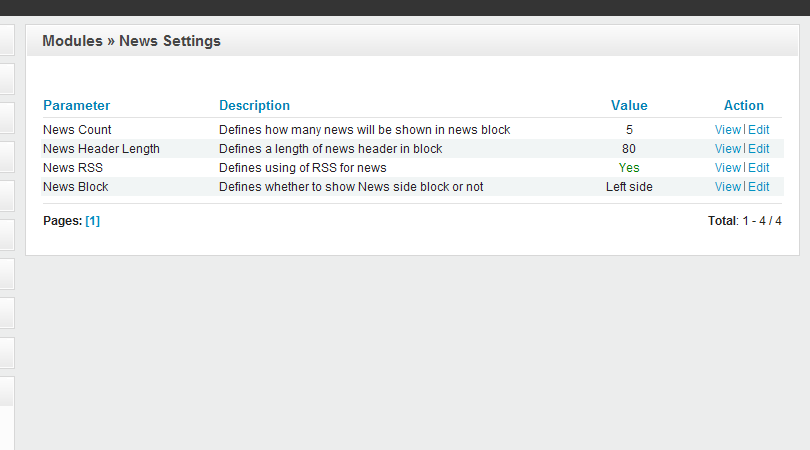 Modules » News Settings
Parameter Description Value Action
News Count Defines how many news will be shown in news block 5 View | Edit
News Header Length Defines a length of news header in block 80 View | Edit
News RSS Defines using of RSS for news Yes View | Edit
News Block Defines whether to show News side block or not Left side View | Edit
Pages: [1] Total: 1 - 4 / 4